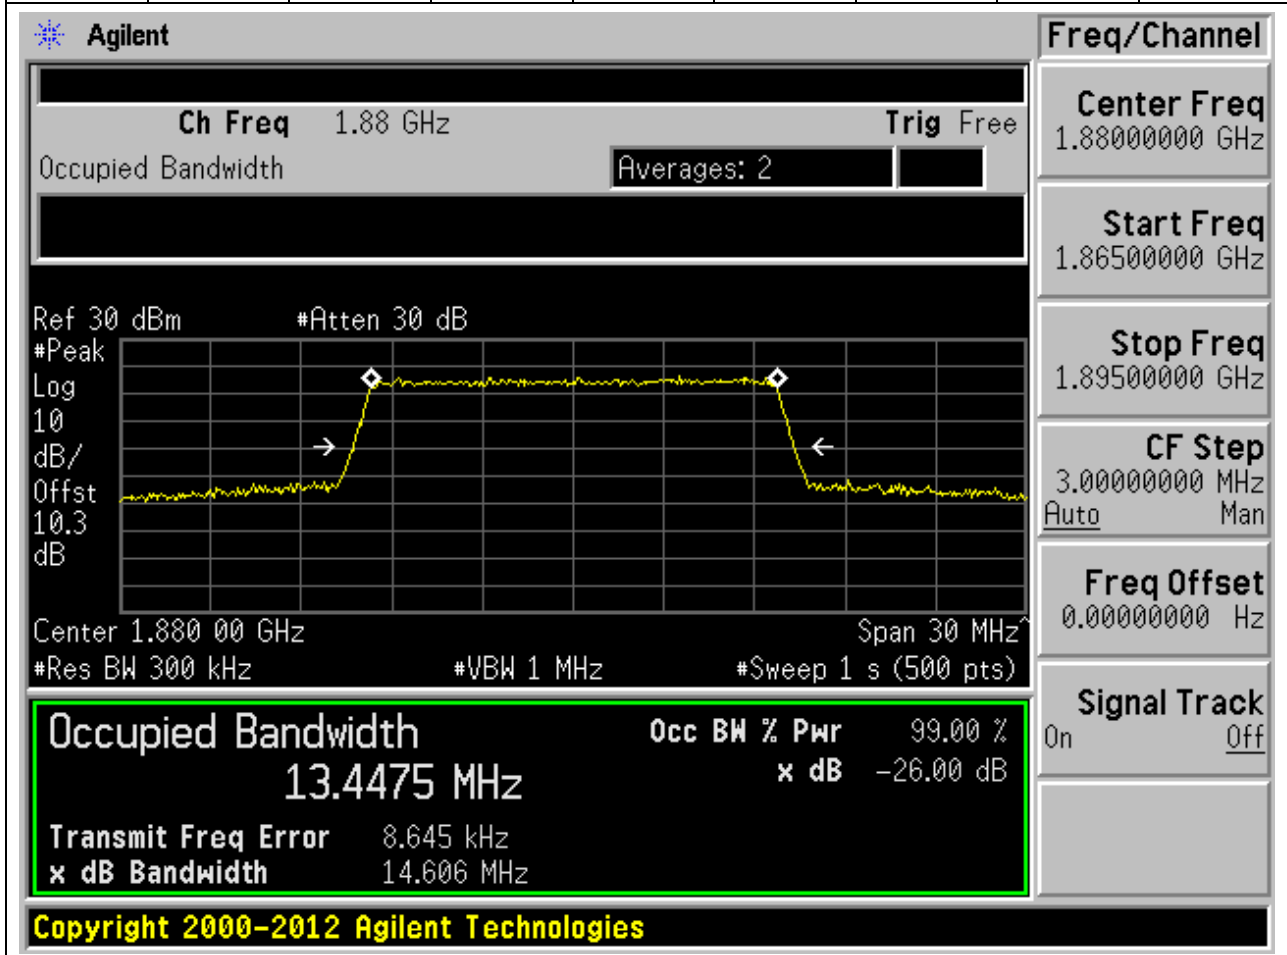 Agilent
Freq/Channel
Ch Freq 1.88 GHz Trig Free
Occupied Bandwidth Averages: 2
Center Freq
1.88000000 GHz
Start Freq
1.86500000 GHz
Stop Freq
1.89500000 GHz
CF Step
3.00000000 MHz
Auto Man
Freq Offset
0.00000000 Hz
Signal Track
On Off
Ref 30 dBm #Atten 30 dB
#Peak
Log
10
dB/
Offst
10.3
dB
Center 1.880 00 GHz Span 30 MHz^
#Res BW 300 kHz #VBW 1 MHz #Sweep 1 s (500 pts)
Occupied Bandwidth Occ BW % Pwr 99.00 %
13.4475 MHz x dB -26.00 dB
Transmit Freq Error 8.645 kHz
x dB Bandwidth 14.606 MHz
Copyright 2000-2012 Agilent Technologies